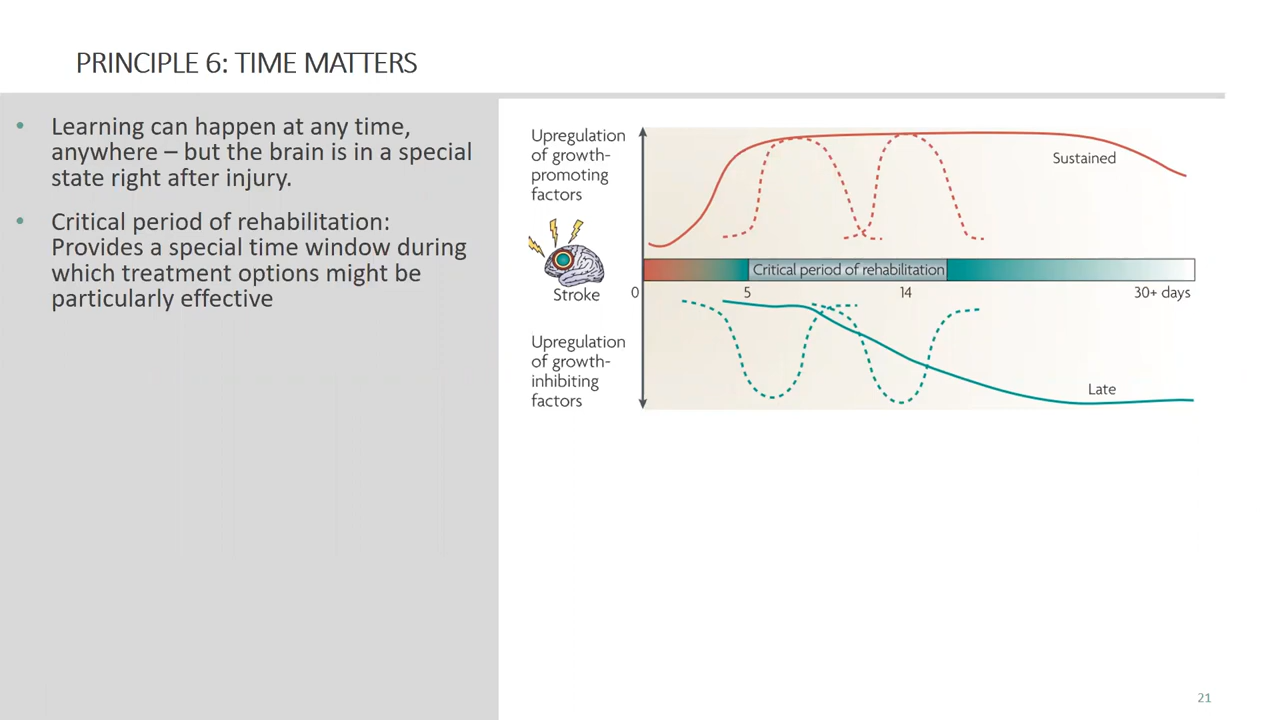 PRINCIPLE 6: TIME MATTERS
• Learning can happen at any time,
anywhere – but the brain is in a special
state right after injury.
• Critical period of rehabilitation:
Provides a special time window during
which treatment options might be
particularly effective
Upregulation
of growth-
promoting
factors
Sustained
Stroke
Critical period of rehabilitation
0 5 14 30+ days
Upregulation
of growth-
inhibiting
factors
Late
21